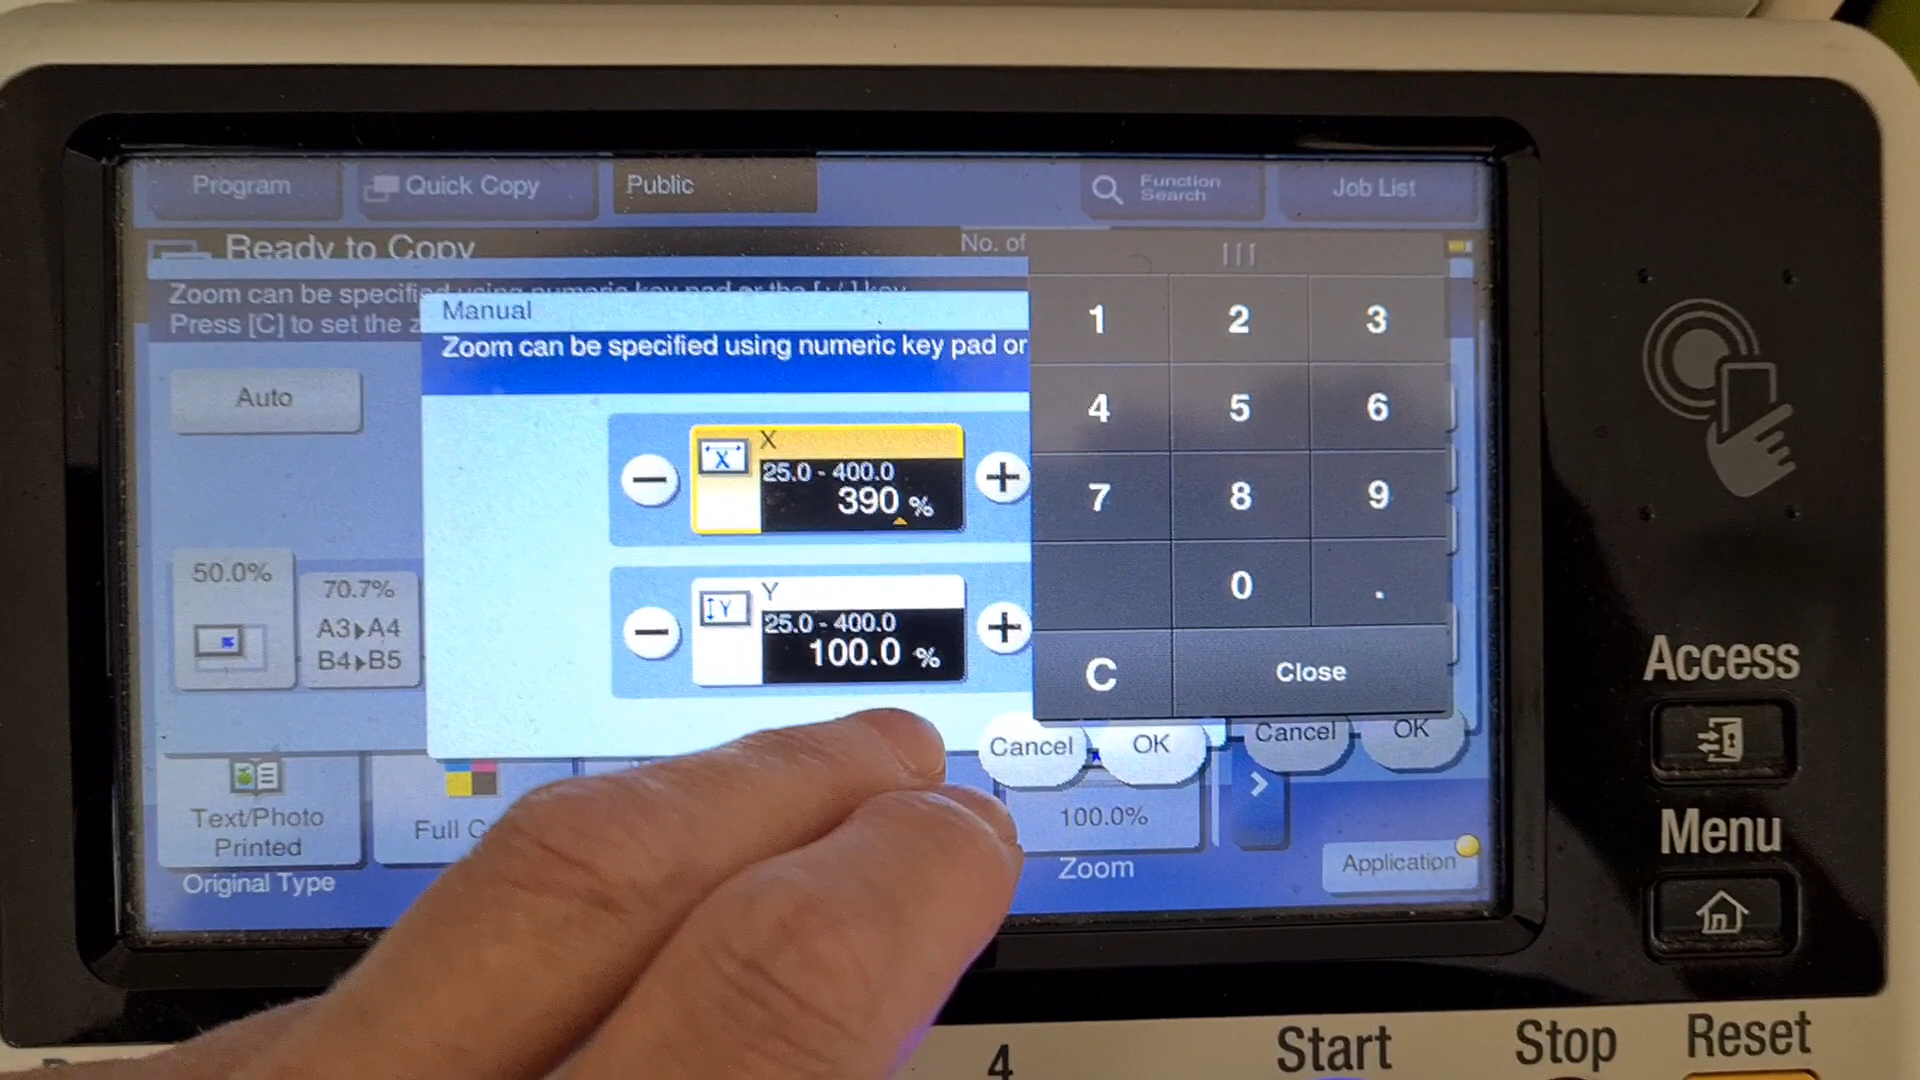 Program
Quick Copy
Public
Function
Search
Job List
Ready to Copy
No. of
Zoom can be specified using numeric key pad or the [+/-] key.
Press [C] to set the z
Manual
Zoom can be specified using numeric key pad or
Auto
X
X
25.0 - 400.0
390 %
Y
Y
25.0 - 400.0
100.0 %
50.0%
70.7%
A3▶A4
B4▶B5
1
2
3
4
5
6
7
8
9
0
.
C
Close
Cancel
OK
Cancel
OK
Text/Photo
Printed
Original Type
Full C
100.0%
Zoom
Application
Access
Menu
4
Start
Stop
Reset